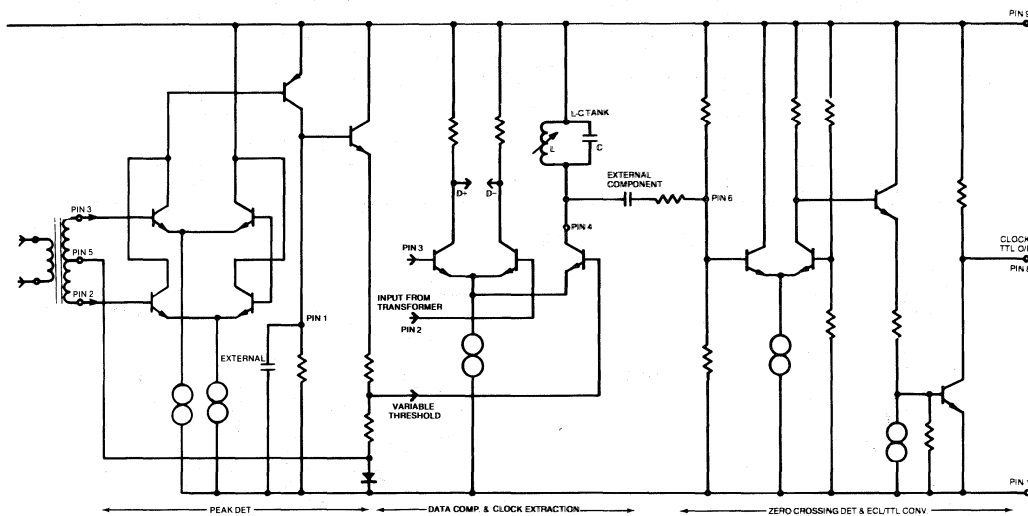 PIN 9
L-C TANK
L
C
EXTERNAL
COMPONENT
D+
D-
PIN 6
PIN 3
PIN 5
PIN 2
PIN 4
PIN 3
CLOCK
TTL O/P
PIN 8
INPUT FROM
TRANSFORMER
PIN 2
PIN 1
EXTERNAL
VARIABLE
THRESHOLD
PEAK DET
DATA COMP. & CLOCK EXTRACTION
ZERO CROSSING DET & ECL/TTL CONV.